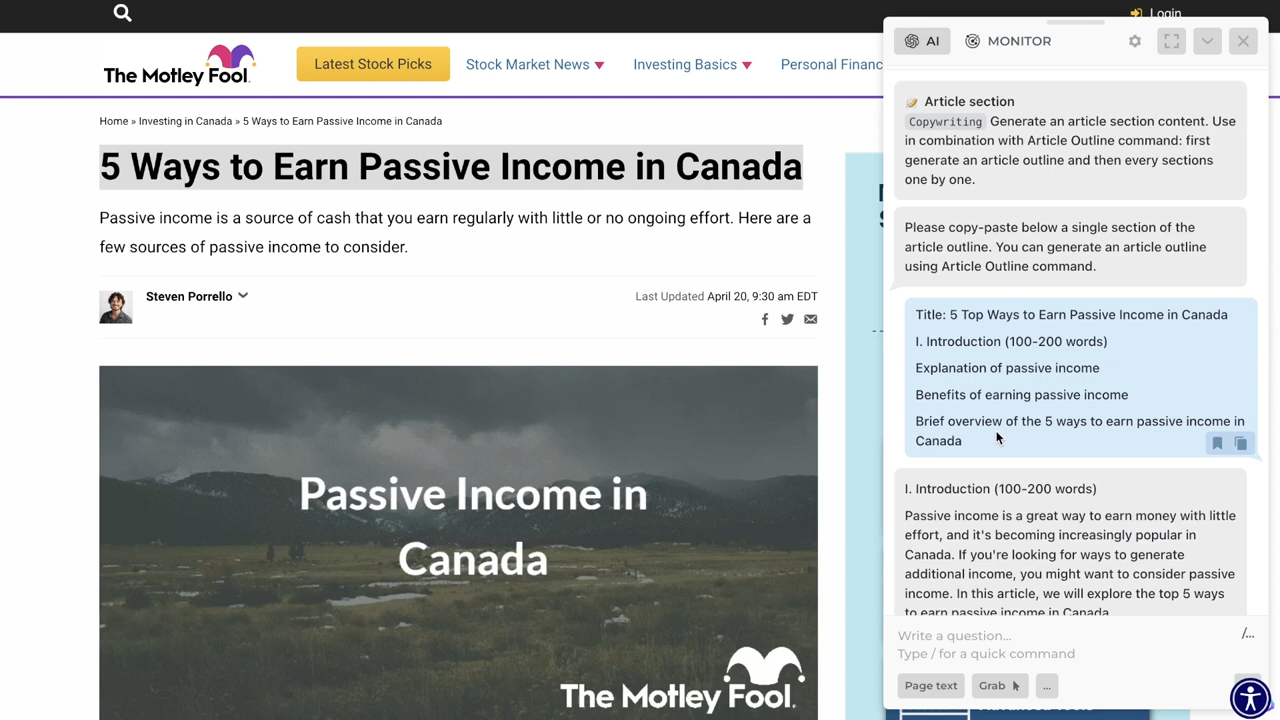 Login
The Motley Fool.
Latest Stock Picks
Stock Market News
Investing Basics
Personal Financ
Home » Investing in Canada » 5 Ways to Earn Passive Income in Canada
5 Ways to Earn Passive Income in Canada
Passive income is a source of cash that you earn regularly with little or no ongoing effort. Here are a
few sources of passive income to consider.
Steven Porrello
Last Updated April 20, 9:30 am EDT
Passive Income in
Canada
The Motley Fool.
AI
MONITOR
Article section
Copywriting Generate an article section content. Use
in combination with Article Outline command: first
generate an article outline and then every sections
one by one.
Please copy-paste below a single section of the
article outline. You can generate an article outline
using Article Outline command.
Title: 5 Top Ways to Earn Passive Income in Canada
I. Introduction (100-200 words)
Explanation of passive income
Benefits of earning passive income
Brief overview of the 5 ways to earn passive income in
Canada
I. Introduction (100-200 words)
Passive income is a great way to earn money with little
effort, and it's becoming increasingly popular in
Canada. If you're looking for ways to generate
additional income, you might want to consider passive
income. In this article, we will explore the top 5 ways
to earn passive income in Canada
Write a question...
/...
Type / for a quick command
Page text
Grab
...